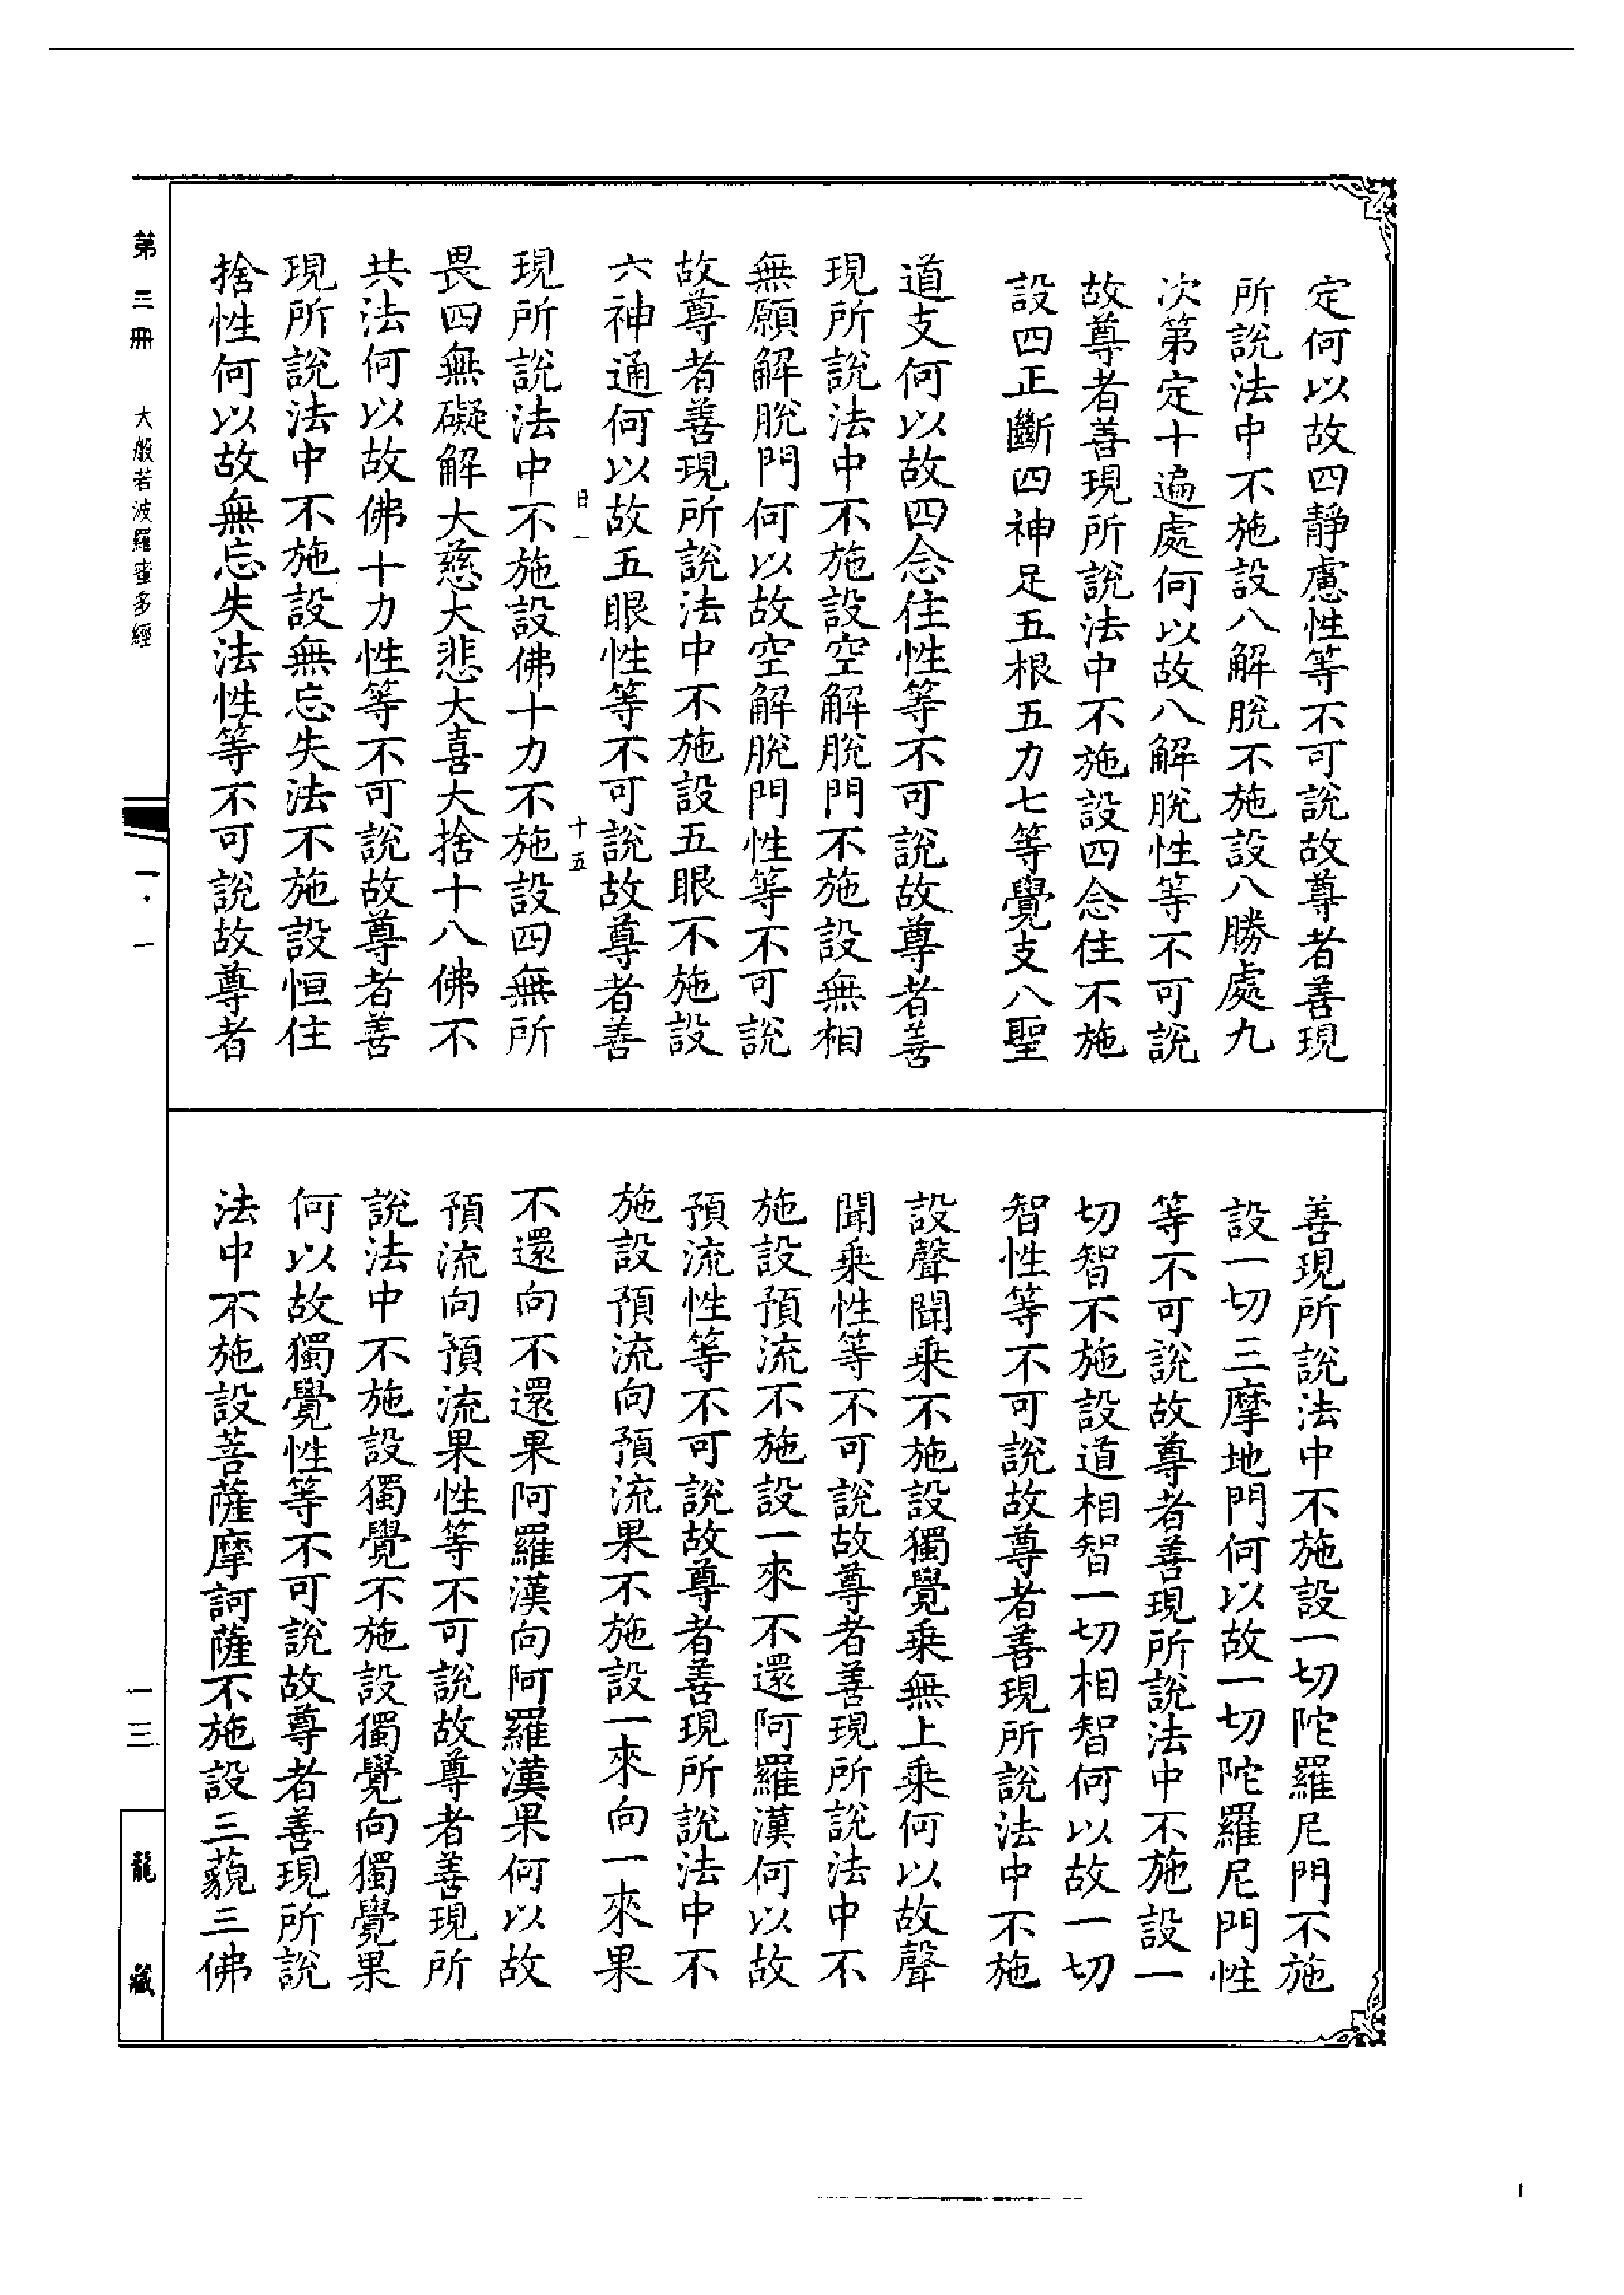 定何以故四靜慮性等不可說故尊者善現
所說法中不施設八解脫不施設八勝處九
次第定十遍處何以故八解脫性等不可說
故尊者善現所說法中不施設四念住不施
設四正斷四神足五根五力七等覺支八聖
道支何以故四念住性等不可說故尊者善
現所說法中不施設空解脫門不施設無相
無願解脫門何以故空解脫門性等不可說
故尊者善現所說法中不施設五眼不施設
六神通何以故五眼性等不可說故尊者善
日一 十五
現所說法中不施設佛十力不施設四無所
畏四無礙解大慈大悲大喜大捨十八佛不
共法何以故佛十力性等不可說故尊者善
現所說法中不施設無忘失法不施設恒住
捨性何以故無忘失法性等不可說故尊者
善現所說法中不施設一切陀羅尼門不施
設一切三摩地門何以故一切陀羅尼門性
等不可說故尊者善現所說法中不施設一
切智不施設道相智一切相智何以故一切
智性等不可說故尊者善現所說法中不施
設聲聞乘不施設獨覺乘無上乘何以故聲
聞乘性等不可說故尊者善現所說法中不
施設預流不施設一來不還阿羅漢何以故
預流性等不可說故尊者善現所說法中不
施設預流向預流果不施設一來向一來果
不還向不還果阿羅漢向阿羅漢果何以故
預流向預流果性等不可說故尊者善現所
說法中不施設獨覺不施設獨覺向獨覺果
何以故獨覺性等不可說故尊者善現所說
法中不施設菩薩摩訶薩不施設三藐三佛
第三冊 大般若波羅蜜多經 一·一 一三 龍藏